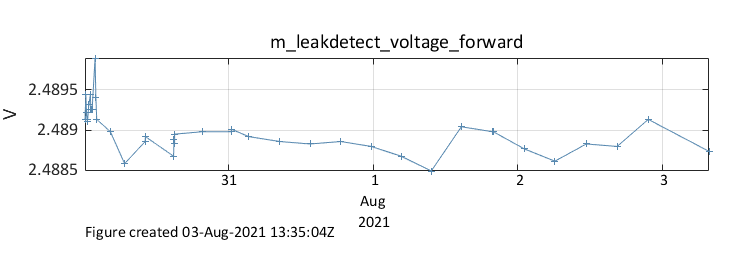 m_leakdetect_voltage_forward
V
2.4895
2.489
2.4885
31
1
2
3
Aug
2021
Figure created 03-Aug-2021 13:35:04Z